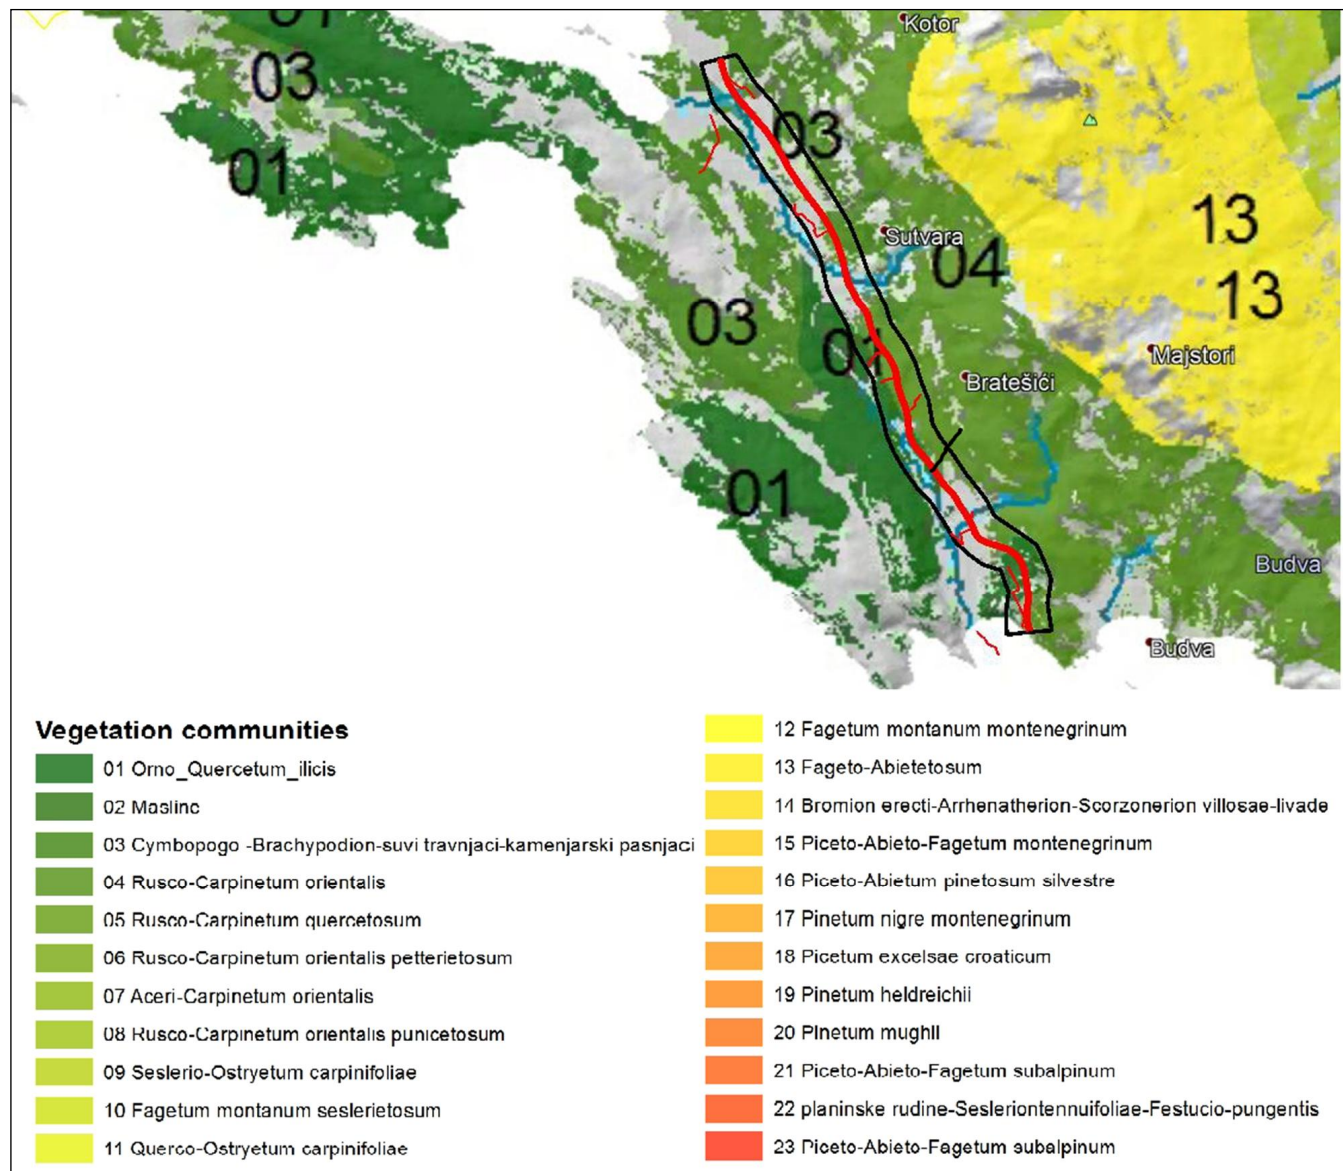 01
Kotor
03
03
01
13
Sutvara
04
13
03
01
Majstori
Bratešići
01
Budva
Budva
Vegetation communities
01 Orno_Quercetum_ilicis
02 Masline
03 Cymbopogo -Brachypodion-suvi travnjaci-kamenjarski pasnjaci
04 Rusco-Carpinetum orientalis
05 Rusco-Carpinetum quercetosum
06 Rusco-Carpinetum orientalis petterietosum
07 Aceri-Carpinetum orientalis
08 Rusco-Carpinetum orientalis punicetosum
09 Seslerio-Ostryetum carpinifoliae
10 Fagetum montanum seslerietosum
11 Querco-Ostryetum carpinifoliae
12 Fagetum montanum montenegrinum
13 Fageto-Abietetosum
14 Bromion erecti-Arrhenatherion-Scorzonerion villosae-livade
15 Piceto-Abieto-Fagetum montenegrinum
16 Piceto-Abietum pinetosum silvestre
17 Pinetum nigre montenegrinum
18 Picetum excelsae croaticum
19 Pinetum heldreichii
20 Pinetum mughii
21 Piceto-Abieto-Fagetum subalpinum
22 planinske rudine-Sesleriontennuifoliae-Festucio-pungentis
23 Piceto-Abieto-Fagetum subalpinum